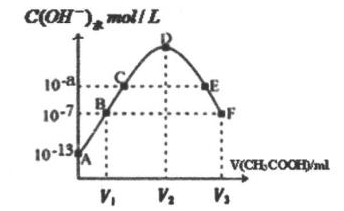 C(OH⁻)水 mol/L
D
10⁻ᵃ
C
E
10⁻⁷
B
F
10⁻¹³
A
V(CH₃COOH)/ml
V₁
V₂
V₃